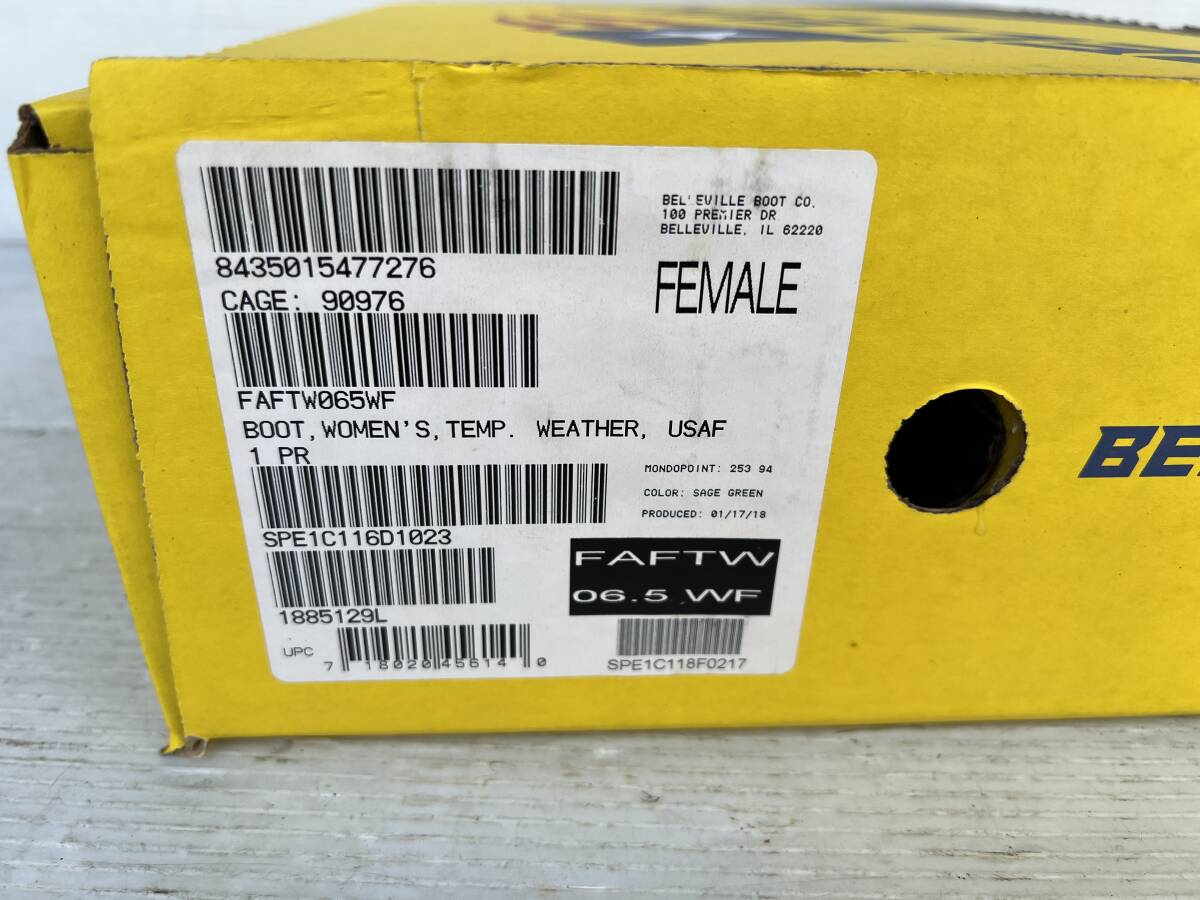 8435015477276
CAGE: 90976
FAFTW065WF
BOOT, WOMEN'S, TEMP. WEATHER, USAF
1 PR
SPE1C116D1023
1885129L
UPC 7 18020 45614 0
BEL'EVILLE BOOT CO.
100 PREMIER DR
BELLEVILLE, IL 62220
FEMALE
MONDOPOINT: 253 94
COLOR: SAGE GREEN
PRODUCED: 01/17/18
FAFTW
06.5 WF
SPE1C118F0217